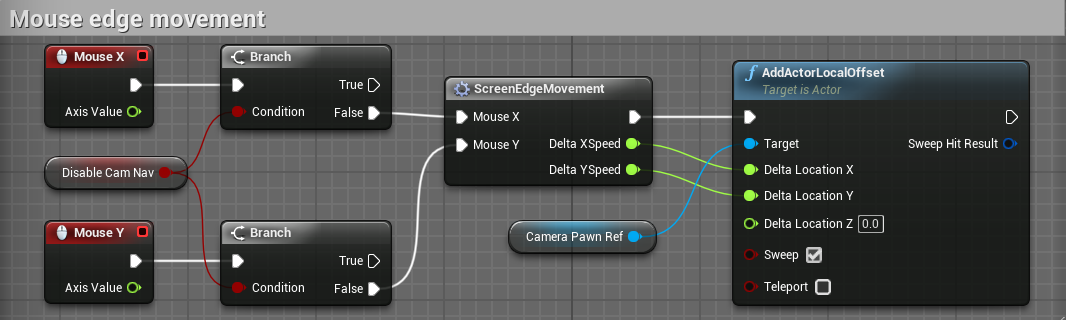 Mouse edge movement
Mouse X
Axis Value
Branch
True
Condition
False
Disable Cam Nav
Mouse Y
Axis Value
Branch
True
Condition
False
ScreenEdgeMovement
Mouse X
Mouse Y
Delta XSpeed
Delta YSpeed
Camera Pawn Ref
AddActorLocalOffset
Target is Actor
Target
Sweep Hit Result
Delta Location X
Delta Location Y
Delta Location Z 0.0
Sweep
Teleport